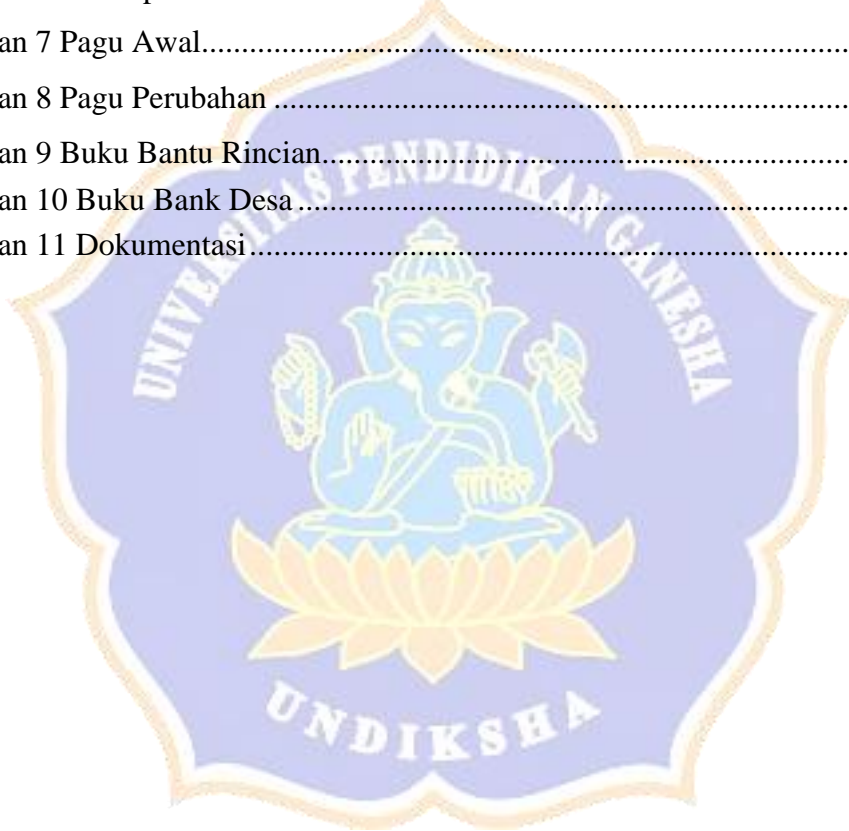 an 7 Pagu Awal................................................................................
an 8 Pagu Perubahan ........................................................................
an 9 Buku Bantu Rincian..................................................................
an 10 Buku Bank Desa .....................................................................
an 11 Dokumentasi...........................................................................
UNIVERSITAS PENDIDIKAN GANESHA
UNDIKSHA